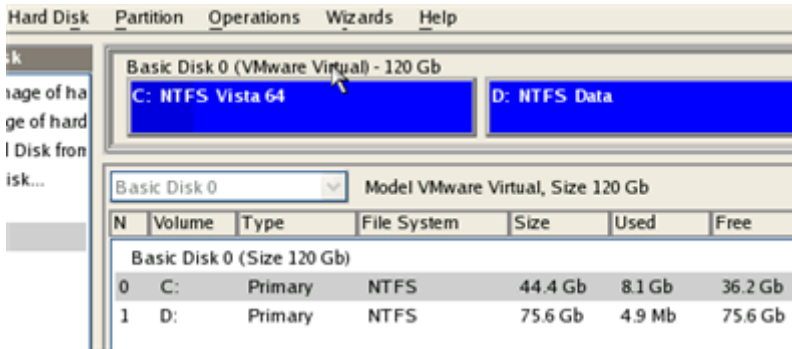 Hard Disk Partition Operations Wizards Help
Basic Disk 0 (VMware Virtual) - 120 Gb
C: NTFS Vista 64 D: NTFS Data
of ha
of hard
Disk from
Basic Disk 0 Model VMware Virtual, Size 120 Gb
N Volume Type File System Size Used Free
Basic Disk 0 (Size 120 Gb)
0 C: Primary NTFS 44.4 Gb 8.1 Gb 36.2 Gb
1 D: Primary NTFS 75.6 Gb 4.9 Mb 75.6 Gb